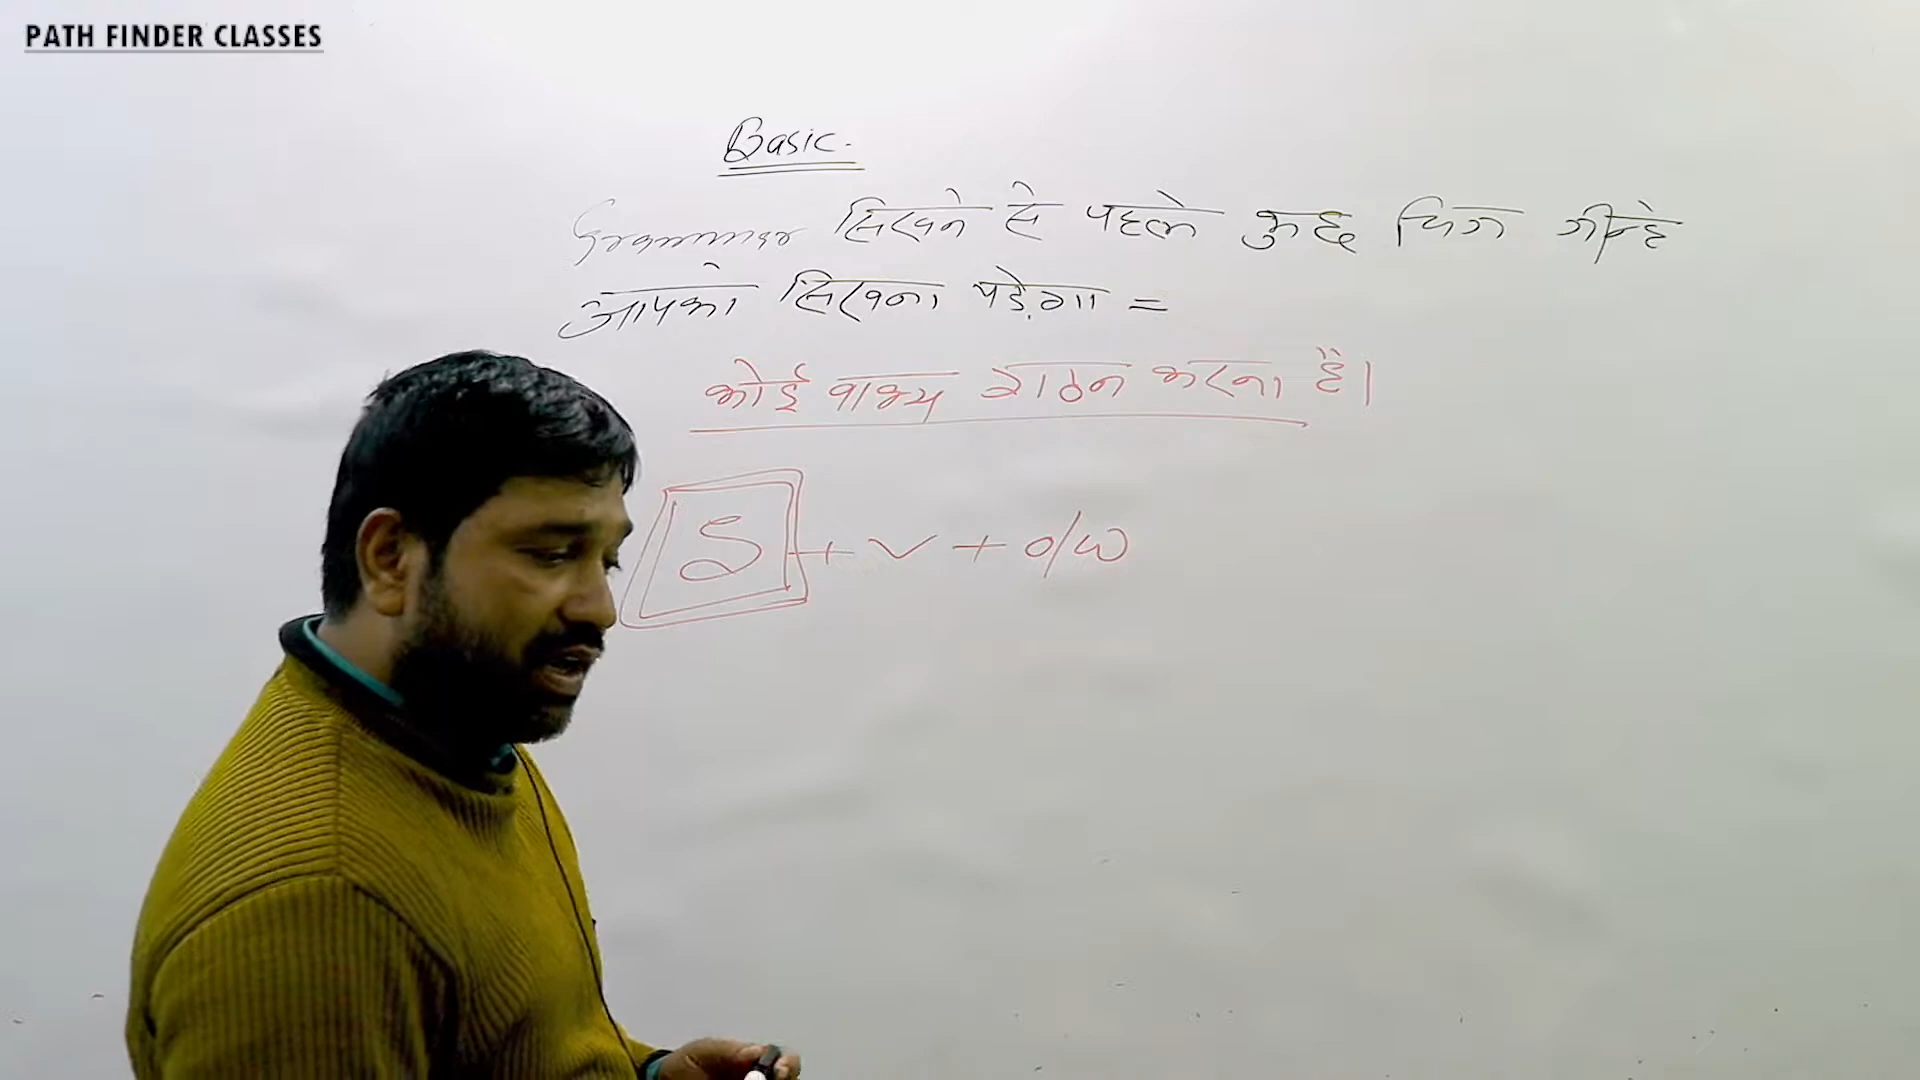 PATH FINDER CLASSES
Basic.
Grammar सिखने से पहले कुछ चिज जीन्हे
आपको सिखना पड़ेगा =
कोई वाक्य गठन करना है।
S + V + O/W